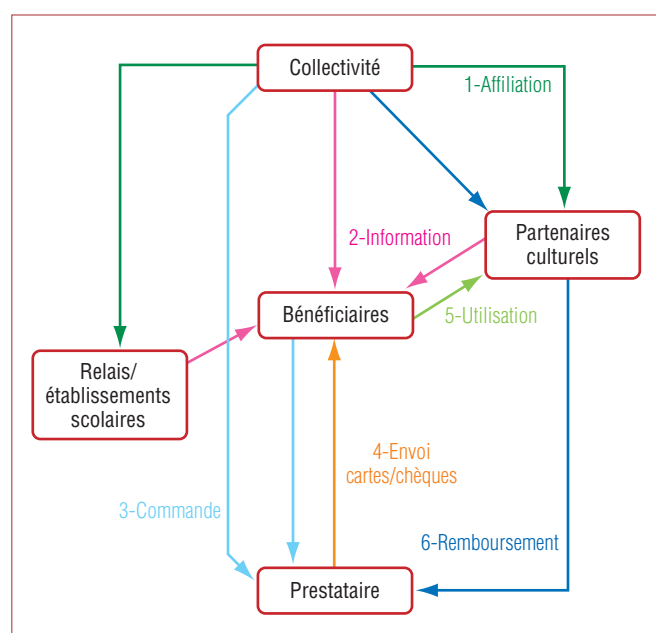 Collectivité
1-Affiliation
Partenaires
culturels
2-Information
Bénéficiaires
5-Utilisation
Relais/
établissements
scolaires
4-Envoi
cartes/chèques
3-Commande
6-Remboursement
Prestataire